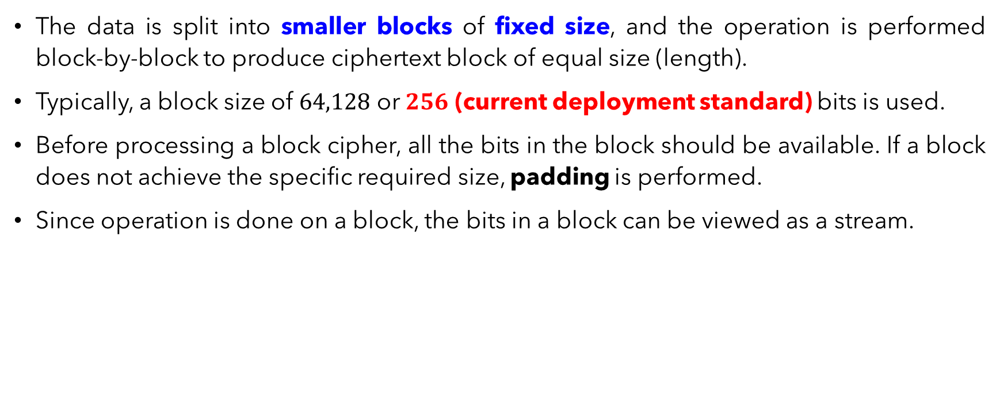 • The data is split into smaller blocks of fixed size, and the operation is performed
block-by-block to produce ciphertext block of equal size (length).
• Typically, a block size of 64,128 or 256 (current deployment standard) bits is used.
• Before processing a block cipher, all the bits in the block should be available. If a block
does not achieve the specific required size, padding is performed.
• Since operation is done on a block, the bits in a block can be viewed as a stream.